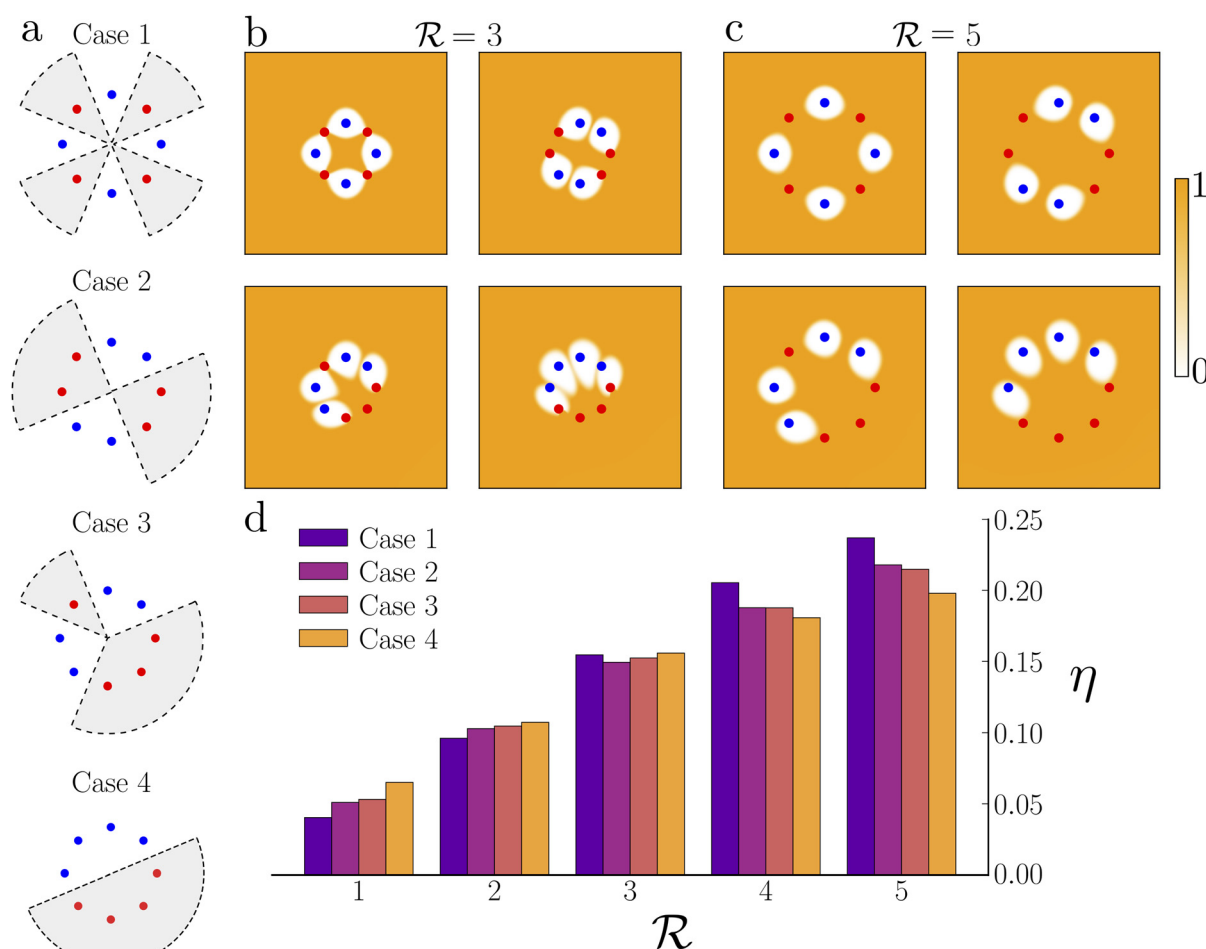 a
Case 1
Case 2
Case 3
Case 4
b
ℛ = 3
c
ℛ = 5
1
0
d
Case 1
Case 2
Case 3
Case 4
0.25
0.20
0.15
0.10
0.05
0.00
η
1 2 3 4 5
ℛ